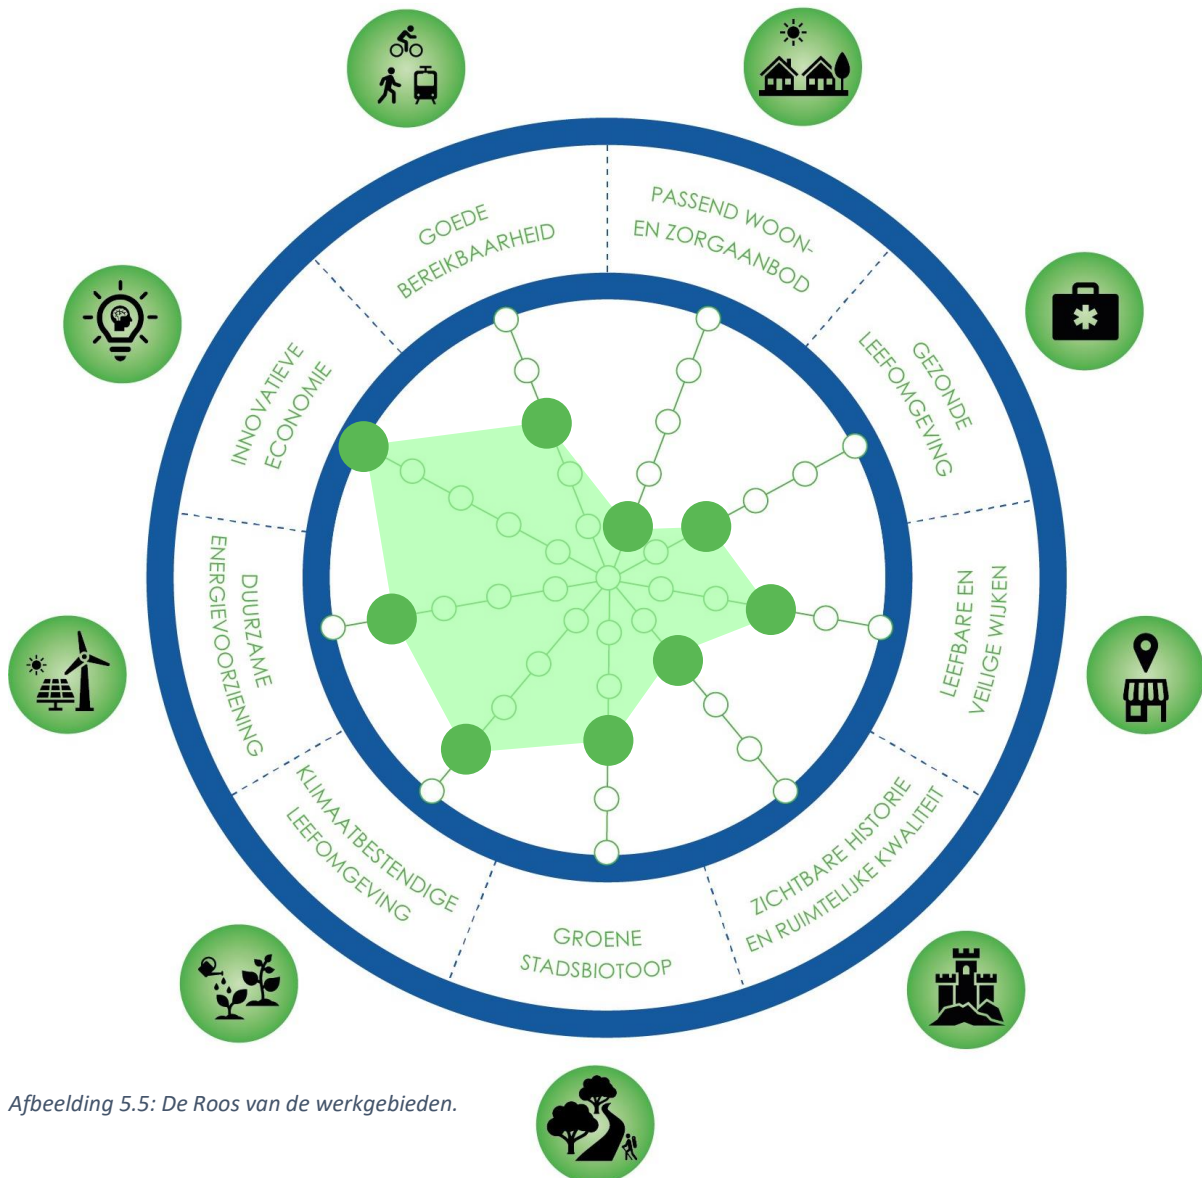 GOEDE
BEREIKBAARHEID
PASSEND WOON-
EN ZORGAANBOD
GEZONDE
LEEFOMGEVING
LEEFBARE EN
VEILIGE WIJKEN
ZICHTBARE HISTORIE
EN RUIMTELIJKE KWALITEIT
GROENE
STADSBIOTOOP
KLIMAATBESTENDIGE
LEEFOMGEVING
DUURZAME
ENERGIEVOORZIENING
INNOVATIEVE
ECONOMIE
Afbeelding 5.5: De Roos van de werkgebieden.